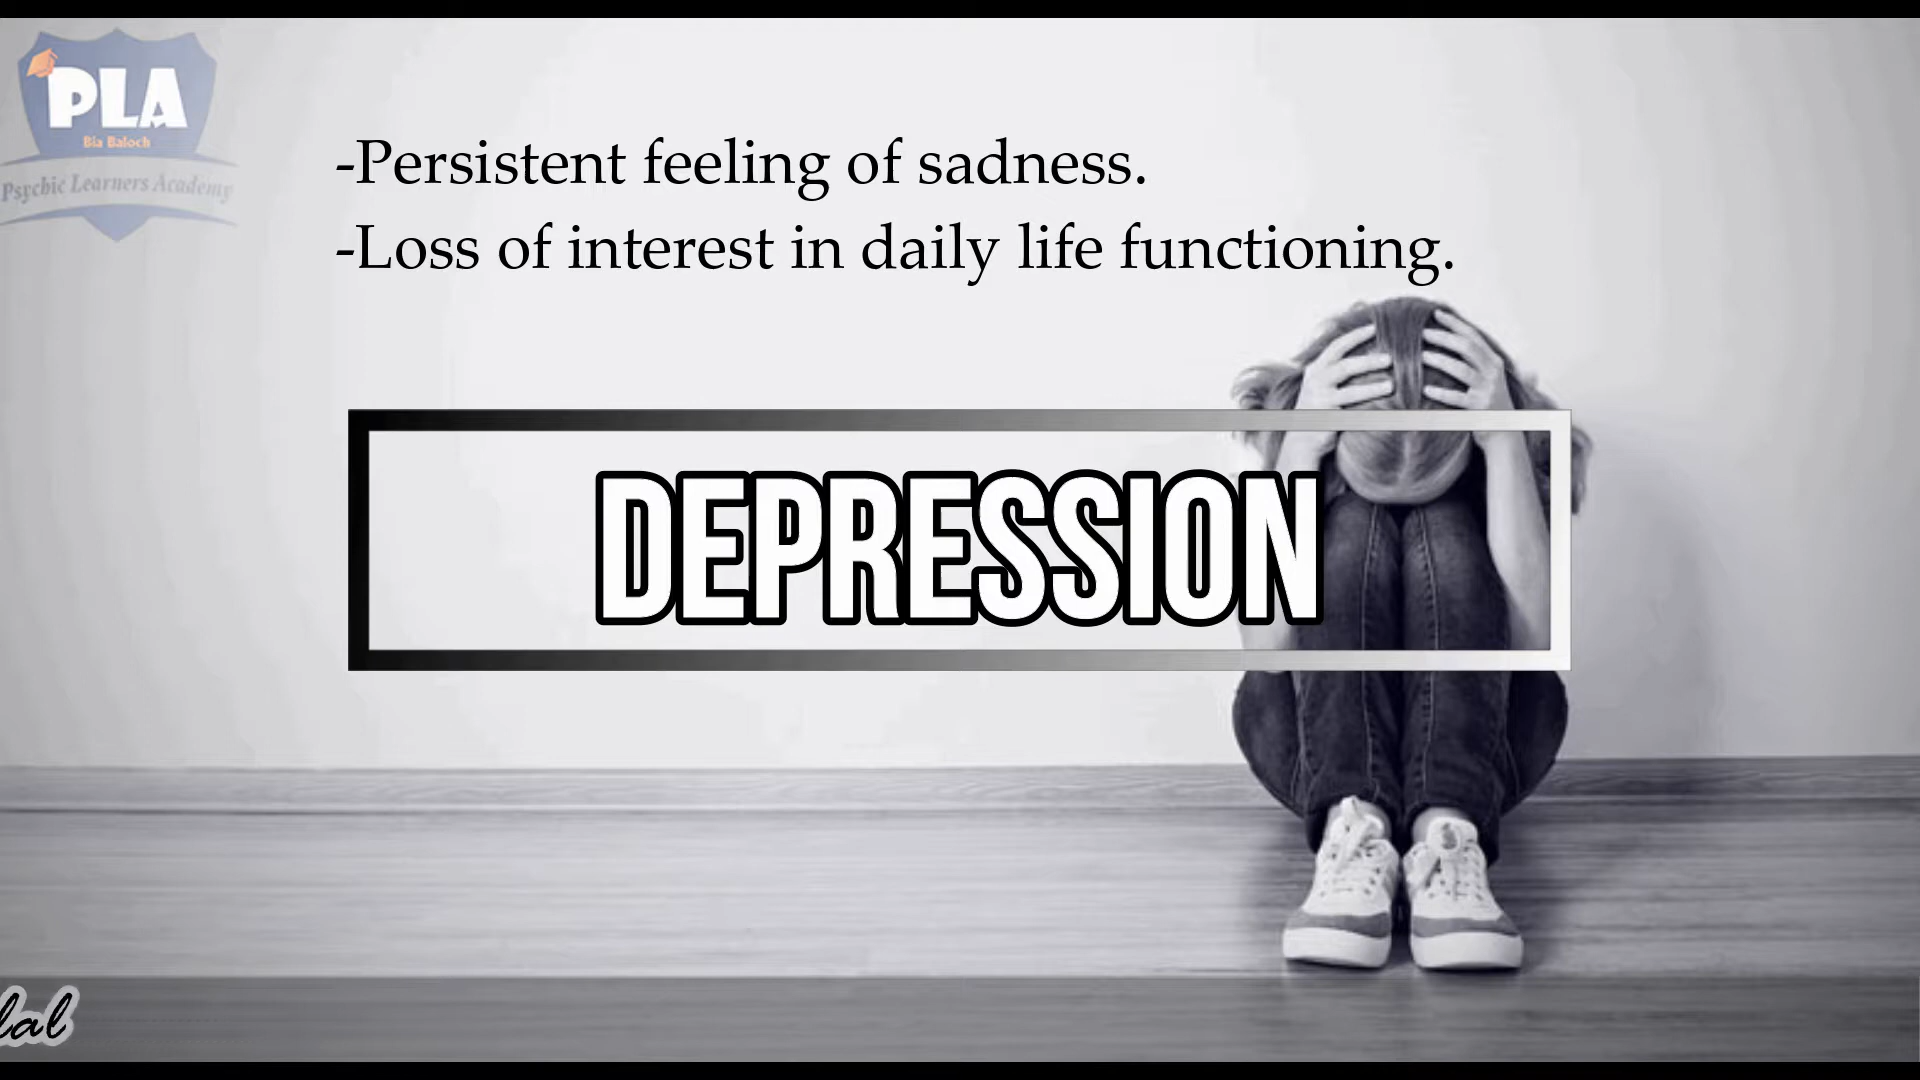 PLA
Bia Baloch
Psychic Learners Academy
-Persistent feeling of sadness.
-Loss of interest in daily life functioning.
DEPRESSION